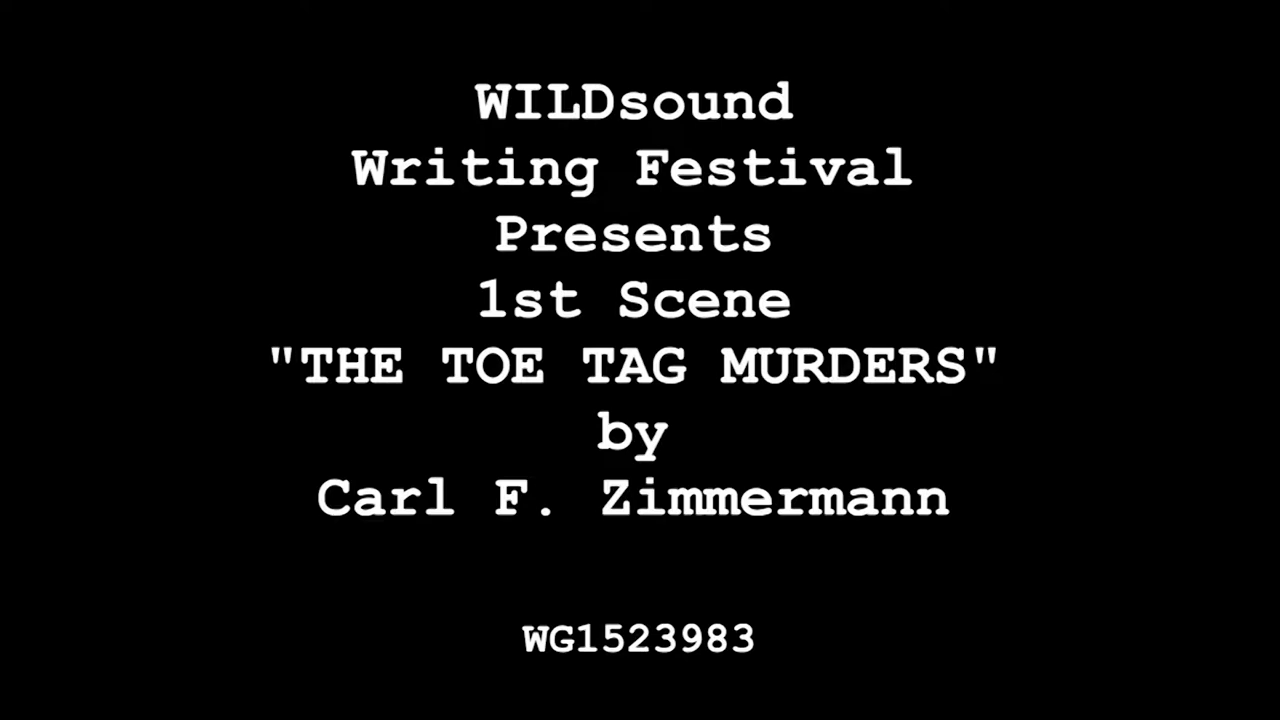 WILDsound
Writing Festival
Presents
1st Scene
"THE TOE TAG MURDERS"
by
Carl F. Zimmermann
WG1523983